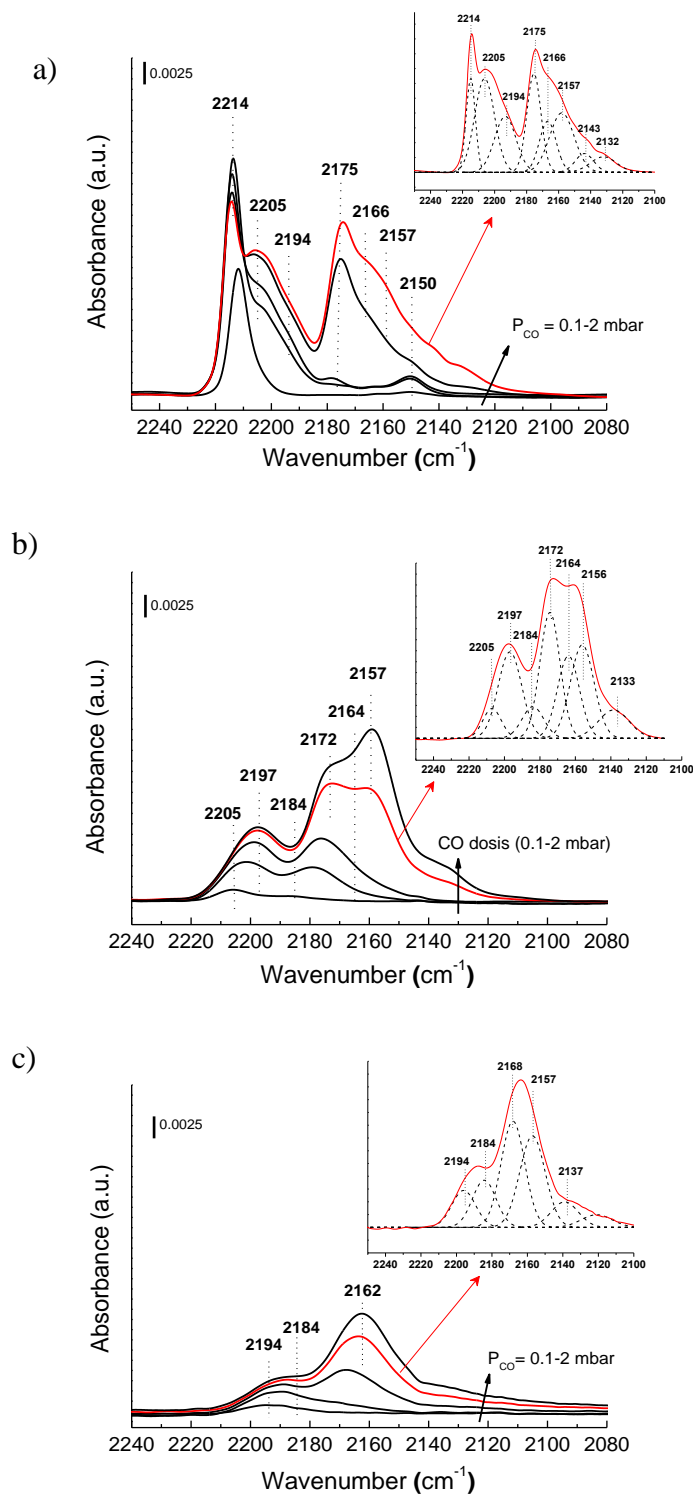 a)
0.0025
2214
2205
2194
2175
2166
2157
2150
P_CO = 0.1-2 mbar
Absorbance (a.u.)
2240 2220 2200 2180 2160 2140 2120 2100 2080
Wavenumber (cm⁻¹)
2214
2205
2194
2175
2166
2157
2143
2132
2240 2220 2200 2180 2160 2140 2120 2100
b)
0.0025
2205
2197
2184
2172
2164
2157
CO dosis (0.1-2 mbar)
Absorbance (a.u.)
2240 2220 2200 2180 2160 2140 2120 2100 2080
Wavenumber (cm⁻¹)
2205
2197
2184
2172
2164
2156
2133
2240 2220 2200 2180 2160 2140 2120 2100
c)
0.0025
2194
2184
2162
P_CO= 0.1-2 mbar
Absorbance (a.u.)
2240 2220 2200 2180 2160 2140 2120 2100 2080
Wavenumber (cm⁻¹)
2194
2184
2168
2157
2137
2240 2220 2200 2180 2160 2140 2120 2100